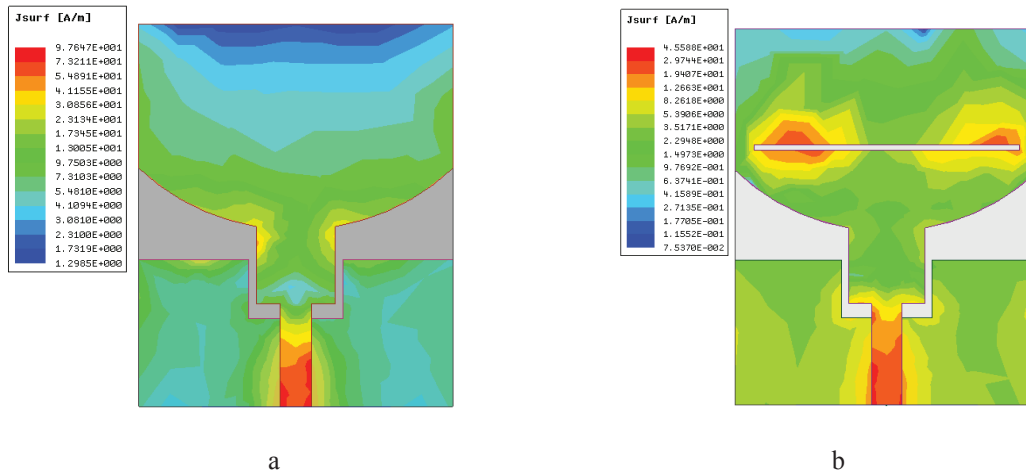 Jsurf [A/m]
9.7647E+001
7.3211E+001
5.4891E+001
4.1155E+001
3.0856E+001
2.3134E+001
1.7345E+001
1.3005E+001
9.7503E+000
7.3103E+000
5.4810E+000
4.1094E+000
3.0810E+000
2.3100E+000
1.7319E+000
1.2985E+000
a
Jsurf [A/m]
4.5588E+001
2.9744E+001
1.9407E+001
1.2663E+001
8.2618E+000
5.3906E+000
3.5171E+000
2.2948E+000
1.4973E+000
9.7692E-001
6.3741E-001
4.1589E-001
2.7135E-001
1.7705E-001
1.1552E-001
7.5370E-002
b